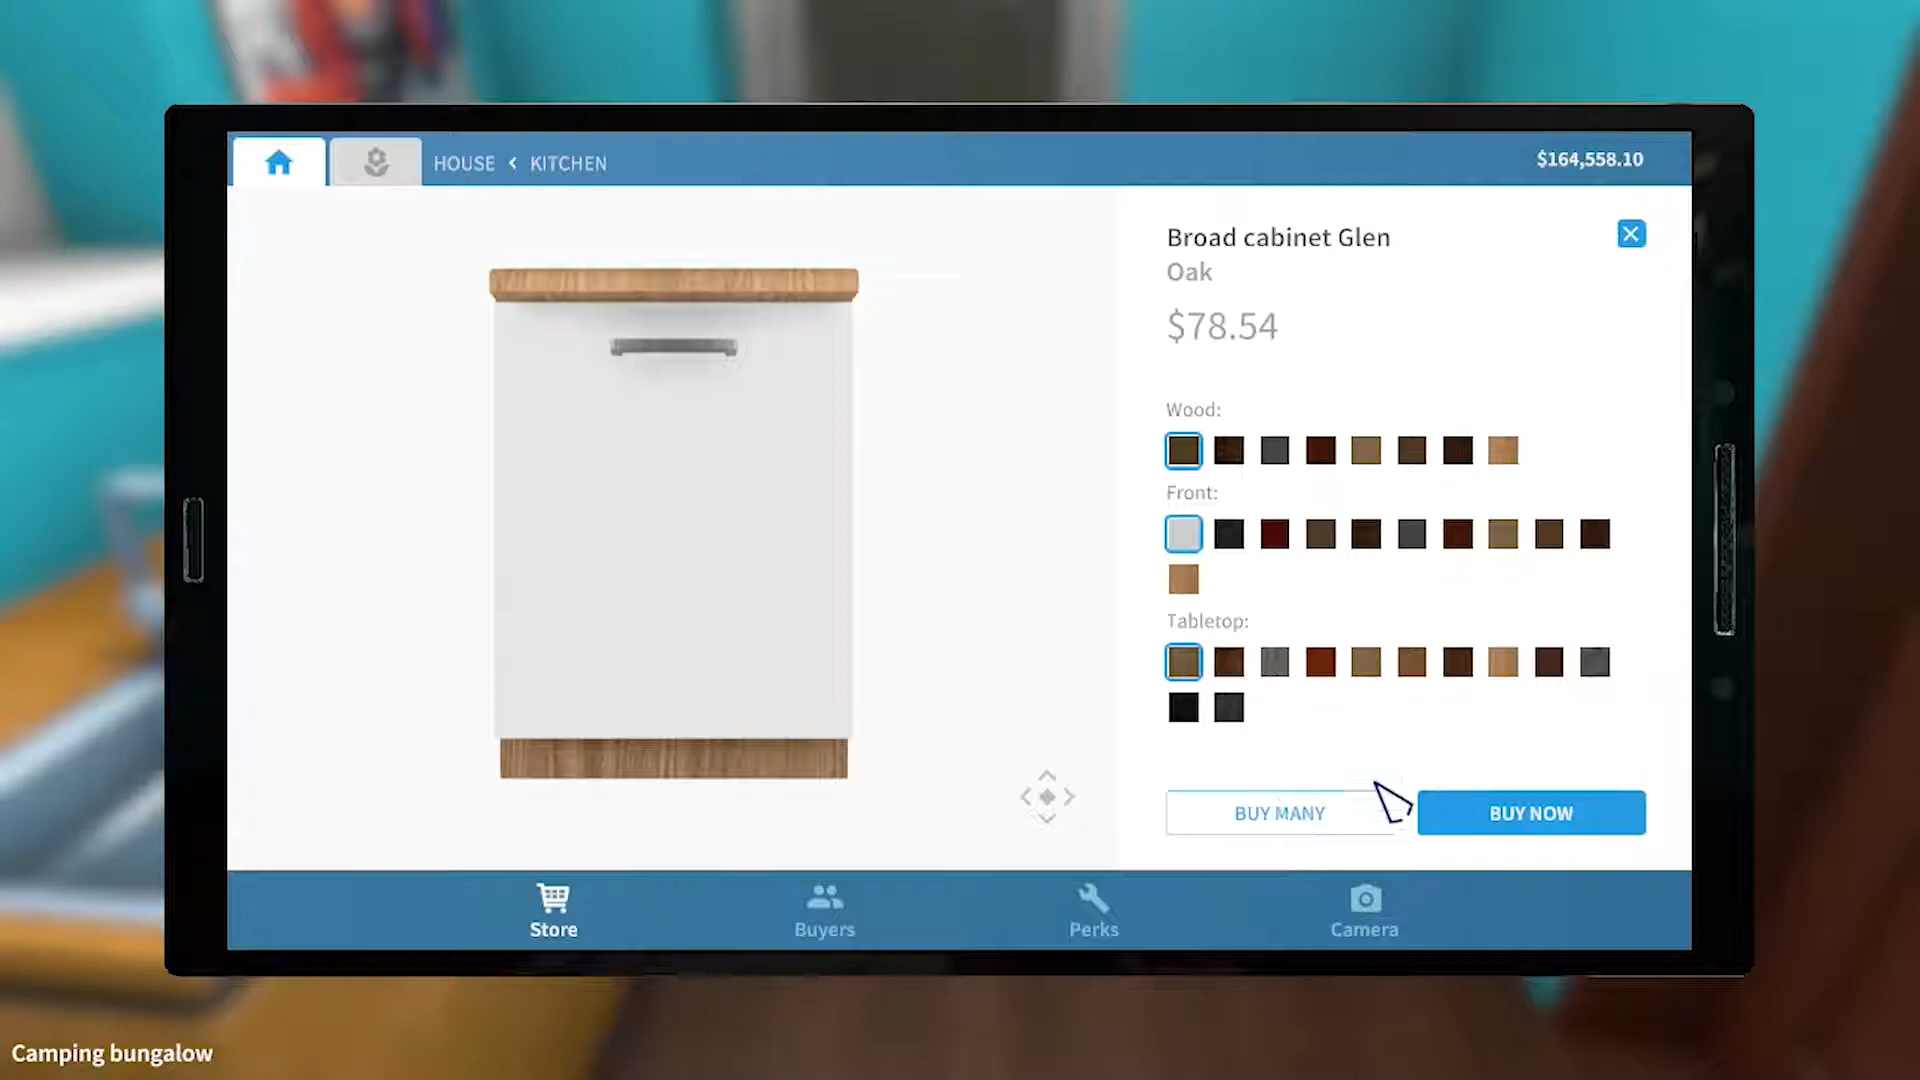 HOUSE < KITCHEN
$164,558.10
Broad cabinet Glen
Oak
$78.54
Wood:
Front:
Tabletop:
BUY MANY
BUY NOW
Store
Buyers
Perks
Camera
Camping bungalow